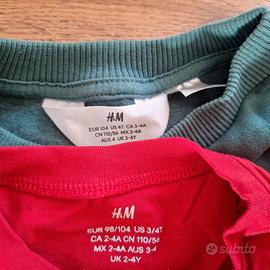 H&M
EUR 104 US 4T CA 3-4A
CN 110/56 MX 3-4A
AUS 4 UK 3-4Y
H&M
EUR 98/104 US 3/4T
CA 2-4A CN 110/56
MX 2-4A AUS 3-4
UK 2-4Y
subito